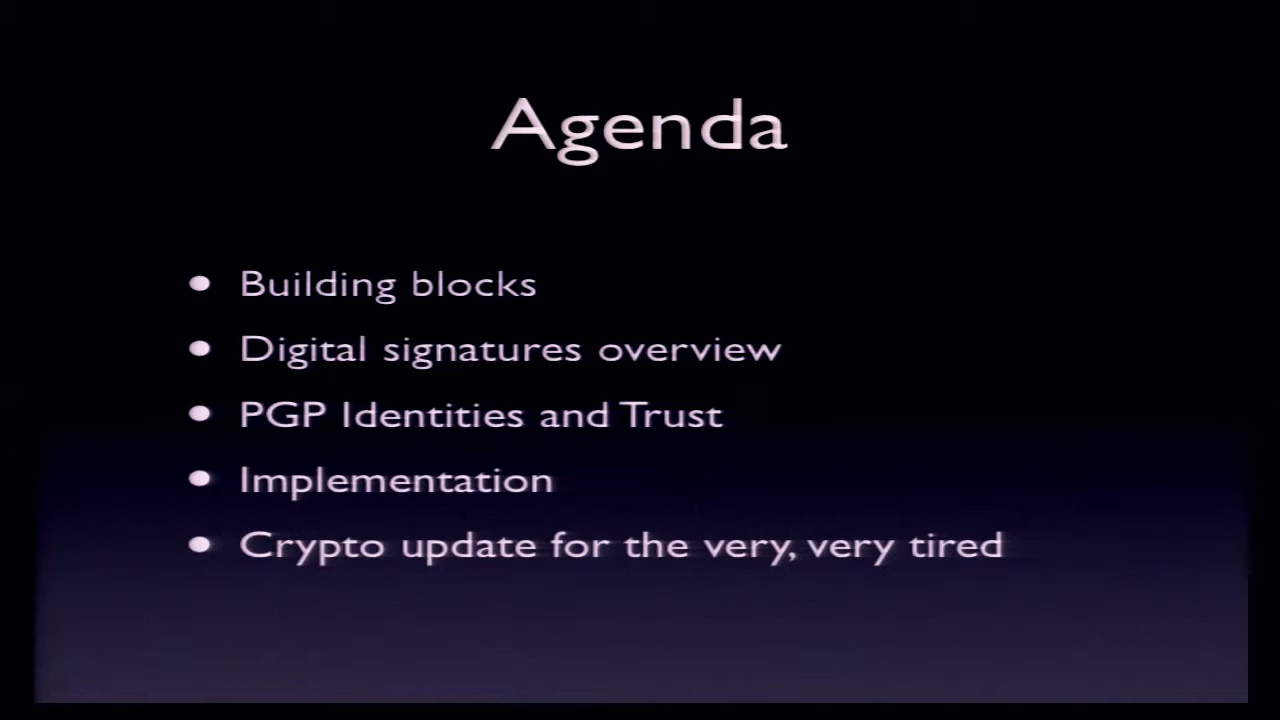 Agenda
• Building blocks
• Digital signatures overview
• PGP Identities and Trust
• Implementation
• Crypto update for the very, very tired